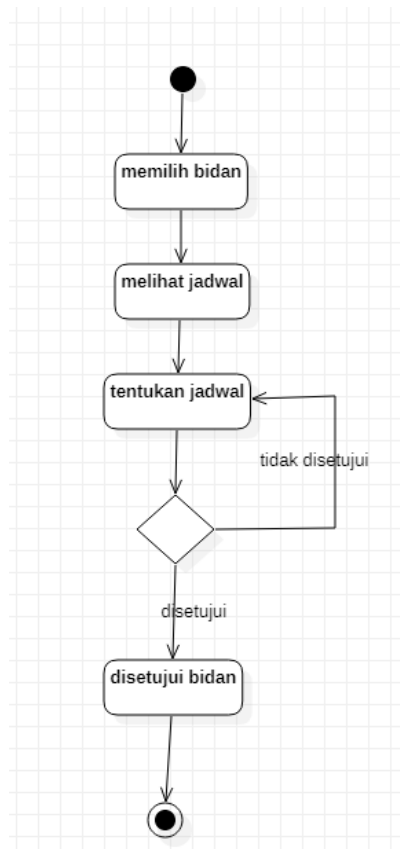 memilih bidan
melihat jadwal
tentukan jadwal
tidak disetujui
disetujui
disetujui bidan